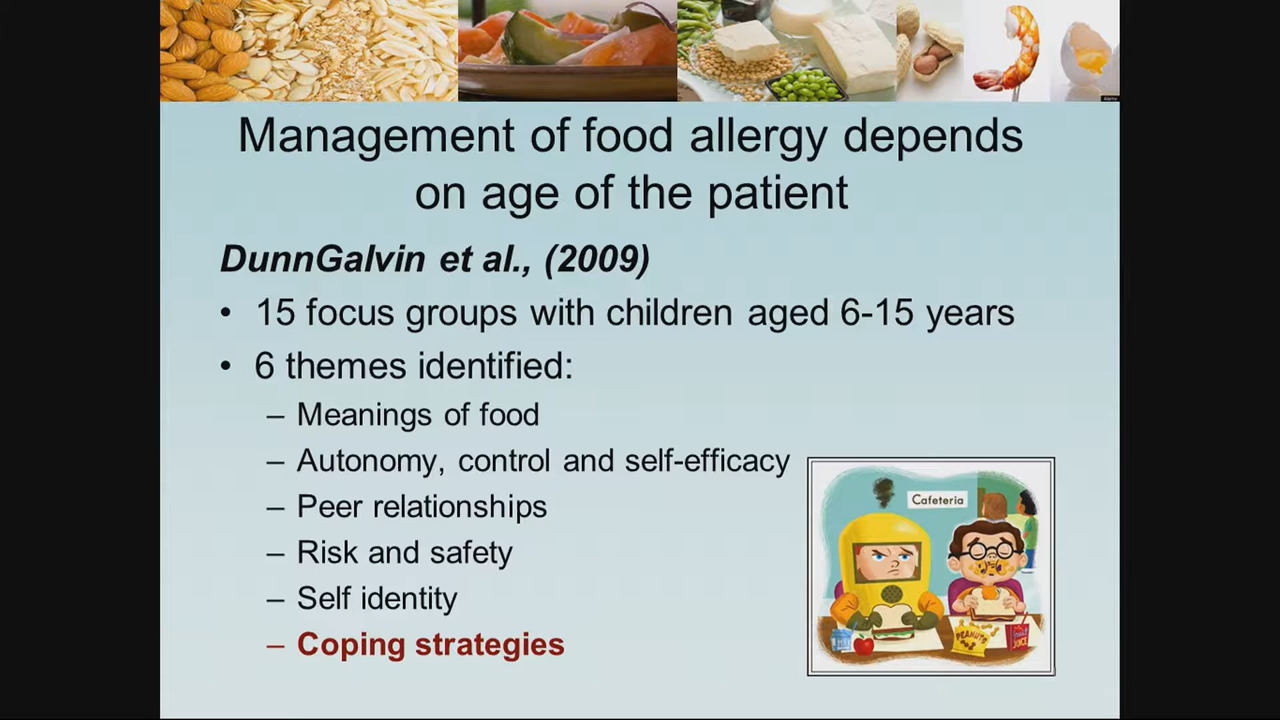 Management of food allergy depends
on age of the patient
DunnGalvin et al., (2009)
• 15 focus groups with children aged 6-15 years
• 6 themes identified:
– Meanings of food
– Autonomy, control and self-efficacy
– Peer relationships
– Risk and safety
– Self identity
– Coping strategies
Cafeteria
PEANUTS
JUICE